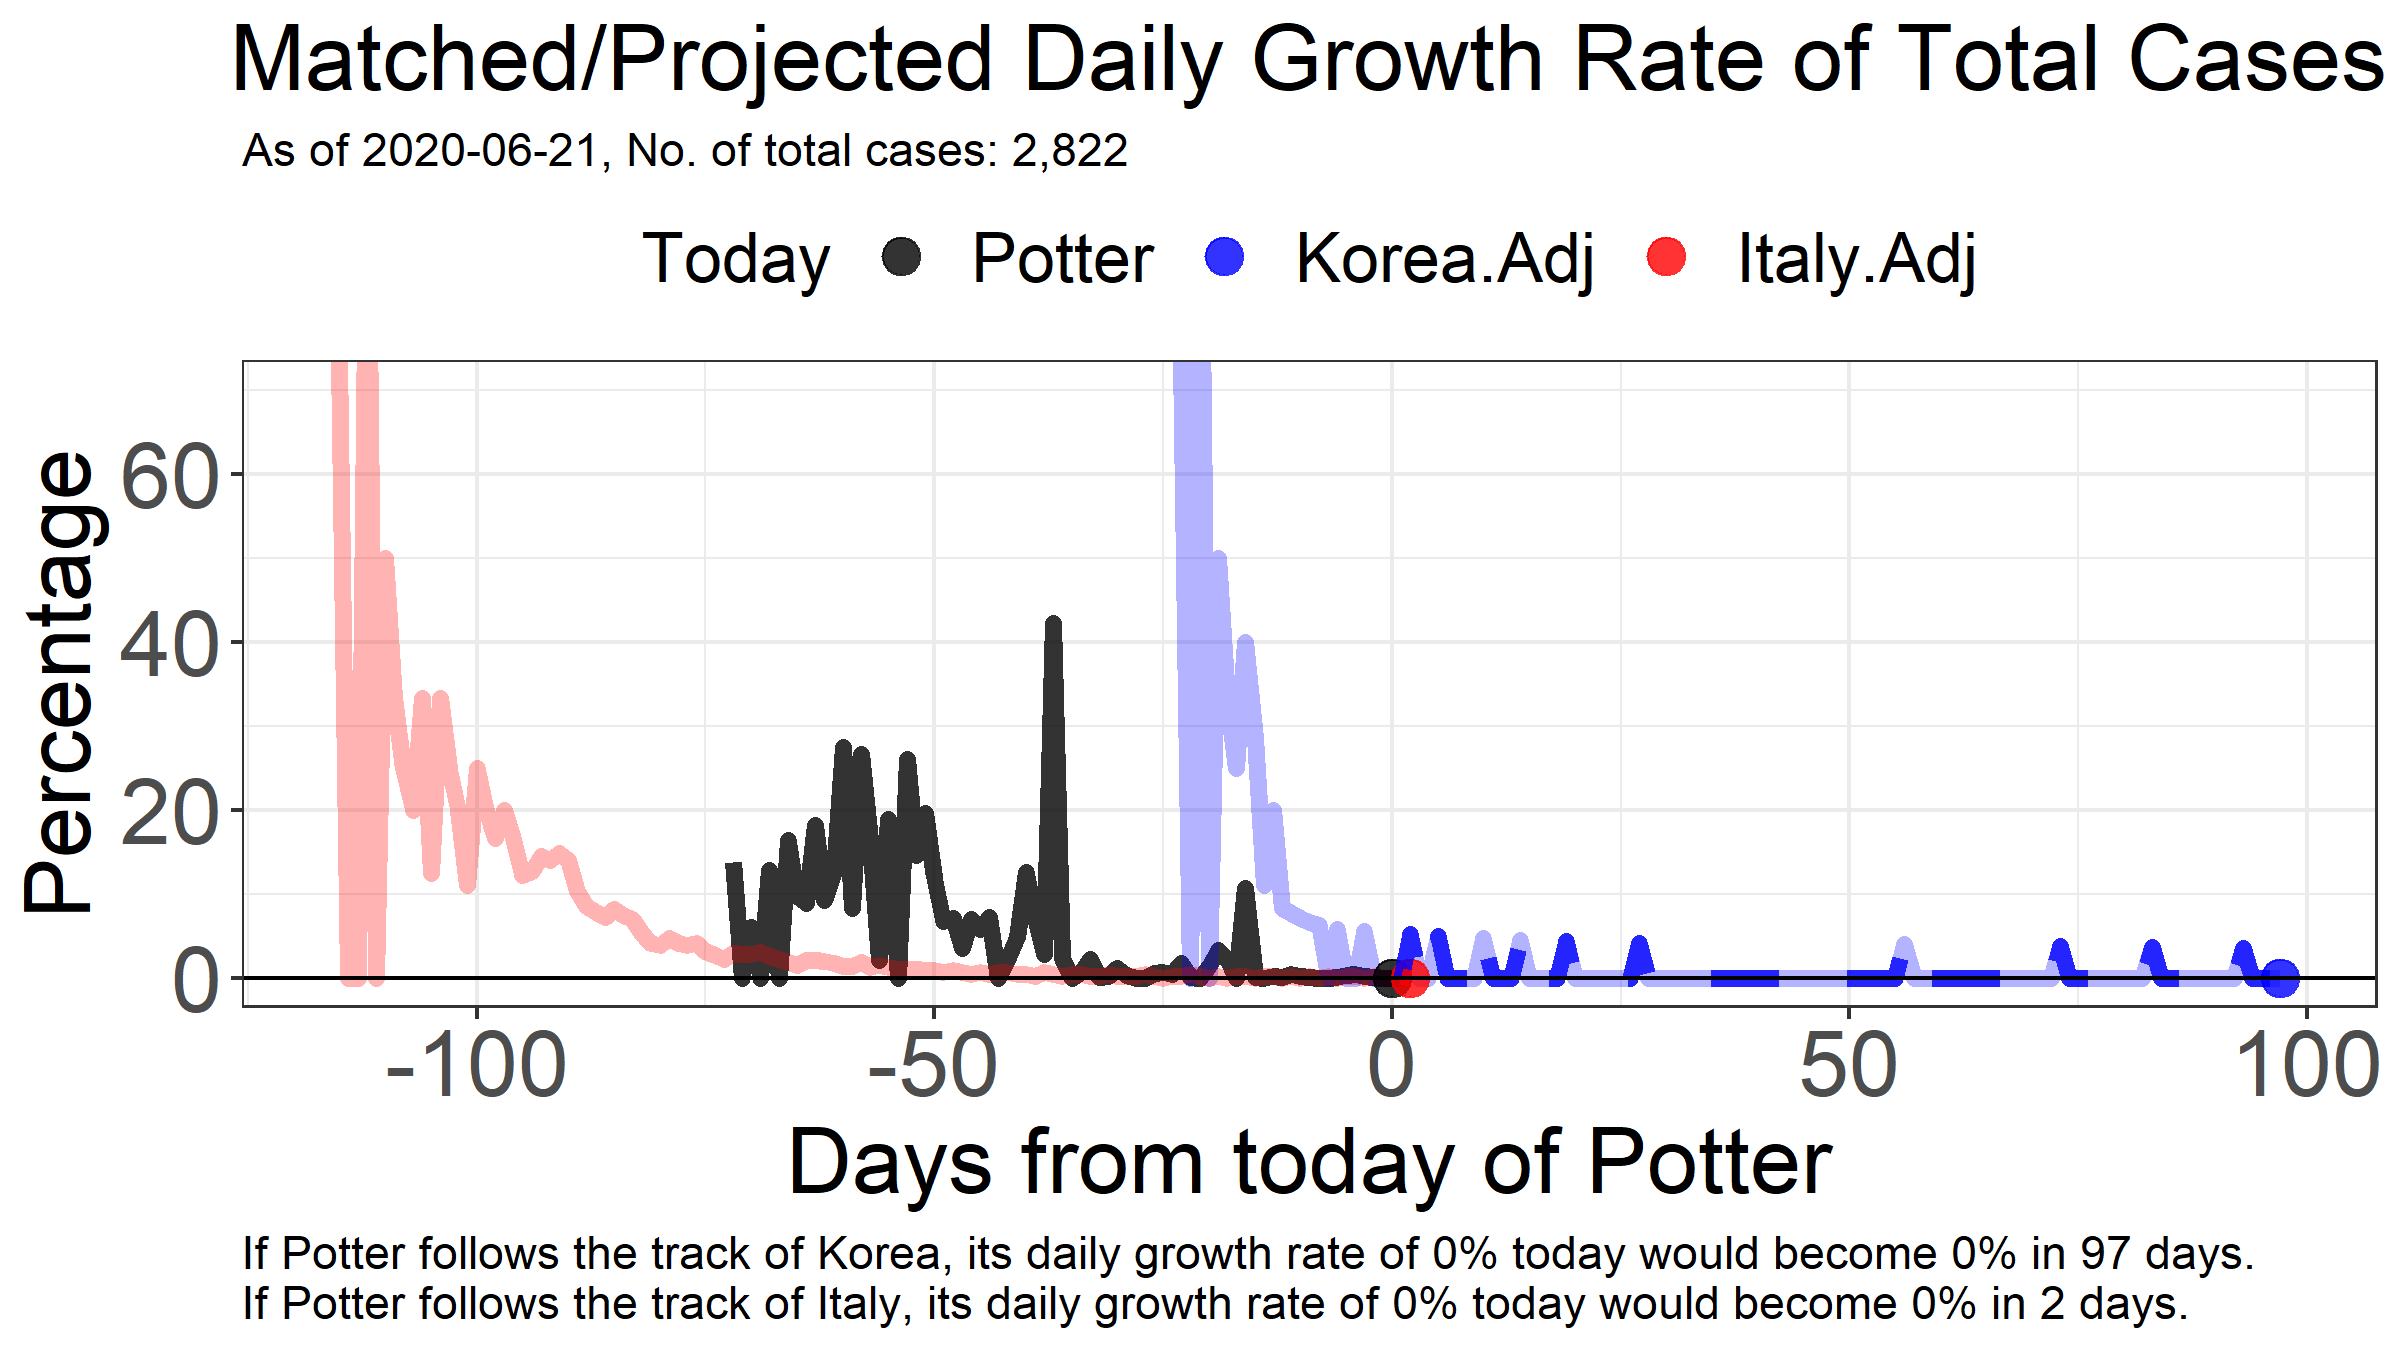 Matched/Projected Daily Growth Rate of Total Cases
As of 2020-06-21, No. of total cases: 2,822
Today Potter Korea.Adj Italy.Adj
Percentage
60
40
20
0
-100 -50 0 50 100
Days from today of Potter
If Potter follows the track of Korea, its daily growth rate of 0% today would become 0% in 97 days.
If Potter follows the track of Italy, its daily growth rate of 0% today would become 0% in 2 days.